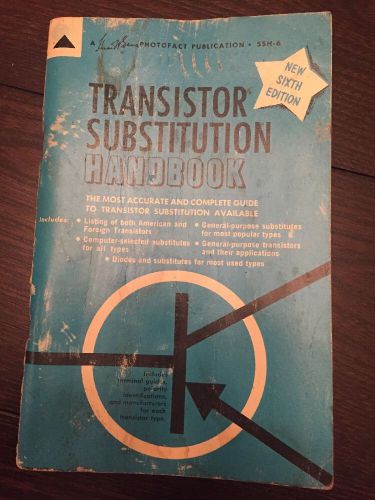 A Howard W. Sams PHOTOFACT PUBLICATION • SSH-6
NEW
SIXTH
EDITION
TRANSISTOR
SUBSTITUTION
HANDBOOK
THE MOST ACCURATE AND COMPLETE GUIDE
TO TRANSISTOR SUBSTITUTION AVAILABLE
Includes:
• Listing of both American and
Foreign Transistors
• Computer-selected substitutes
for all types
• General-purpose substitutes
for most popular types
• General-purpose transistors
and their applications
• Diodes and substitutes for most used types
Includes
terminal guides,
polarity
identifications,
and manufacturers
for each
transistor type.